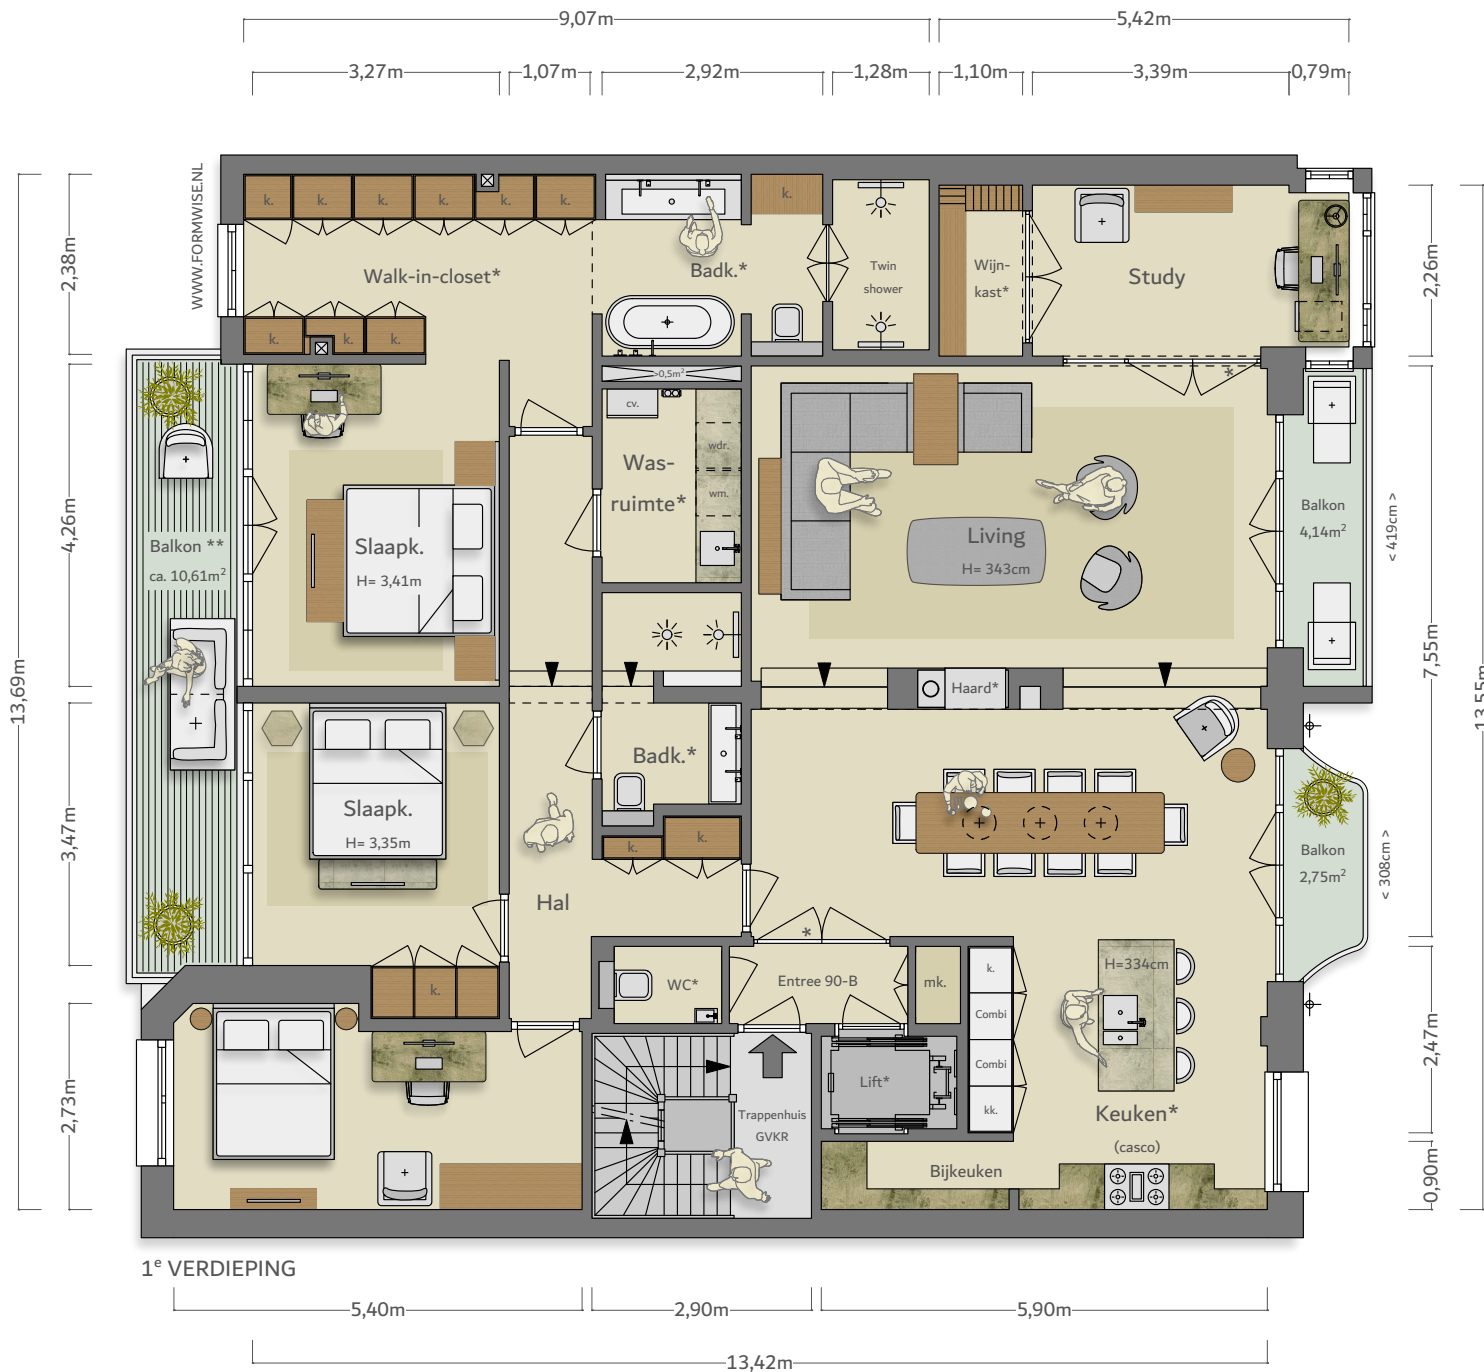 9,07m
5,42m
3,27m
1,07m
2,92m
1,28m
1,10m
3,39m
0,79m
13,69m
2,38m
4,26m
3,47m
2,73m
WWW.FORMWISE.NL
k.
k.
k.
k.
k.
k.
k.
Walk-in-closet*
Badk.*
Twin
shower
Wijn-
kast*
Study
k.
k.
k.
>0,5m²
cv.
Was-
ruimte*
wdr.
wm.
*
Balkon **
ca. 10,61m²
Slaapk.
H= 3,41m
Living
H= 343cm
Balkon
4,14m²
< 419cm >
Haard*
Slaapk.
H= 3,35m
Badk.*
k.
k.
Hal
Balkon
2,75m²
< 308cm >
*
k.
WC*
Entree 90-B
mk.
k.
Combi
Combi
kk.
H=334cm
Lift*
Trappenhuis
GVKR
Keuken*
(casco)
Bijkeuken
2,26m
7,55m
2,47m
0,90m
13,55m
1e VERDIEPING
5,40m
2,90m
5,90m
13,42m